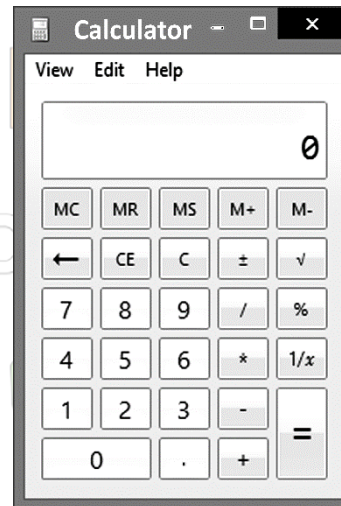 Calculator
View Edit Help
0
MC MR MS M+ M-
← CE C ± √
7 8 9 / %
4 5 6 * 1/x
1 2 3 - =
0 . +